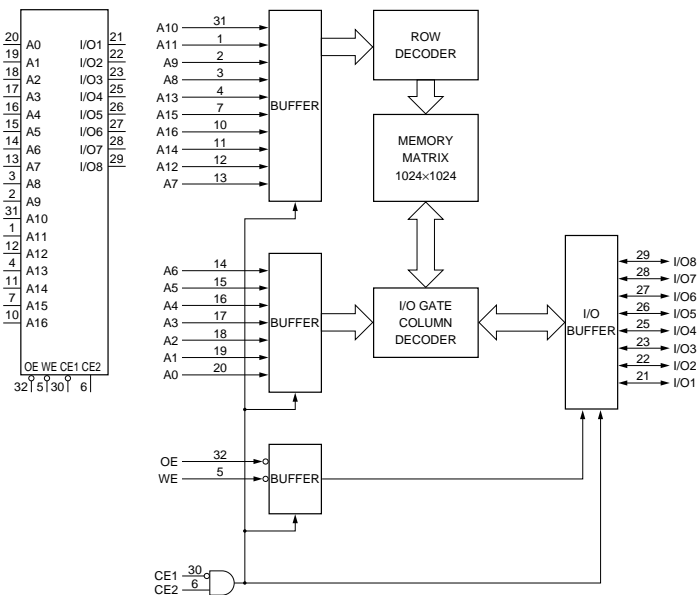 20 A0 I/O1 21
19 A1 I/O2 22
18 A2 I/O3 23
17 A3 I/O4 25
16 A4 I/O5 26
15 A5 I/O6 27
14 A6 I/O7 28
13 A7 I/O8 29
3 A8
2 A9
31 A10
1 A11
12 A12
4 A13
11 A14
7 A15
10 A16
OE WE CE1 CE2
32 5 30 6
A10 31
A11 1
A9 2
A8 3
A13 4
A15 7
A16 10
A14 11
A12 12
A7 13
BUFFER
ROW
DECODER
MEMORY
MATRIX
1024×1024
A6 14
A5 15
A4 16
A3 17
A2 18
A1 19
A0 20
BUFFER
I/O GATE
COLUMN
DECODER
I/O
BUFFER
29 I/O8
28 I/O7
27 I/O6
26 I/O5
25 I/O4
23 I/O3
22 I/O2
21 I/O1
OE 32
WE 5
BUFFER
CE1 30
CE2 6